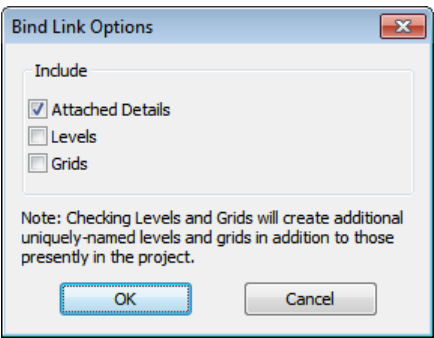 Bind Link Options
Include
Attached Details
Levels
Grids
Note: Checking Levels and Grids will create additional
uniquely-named levels and grids in addition to those
presently in the project.
OK
Cancel